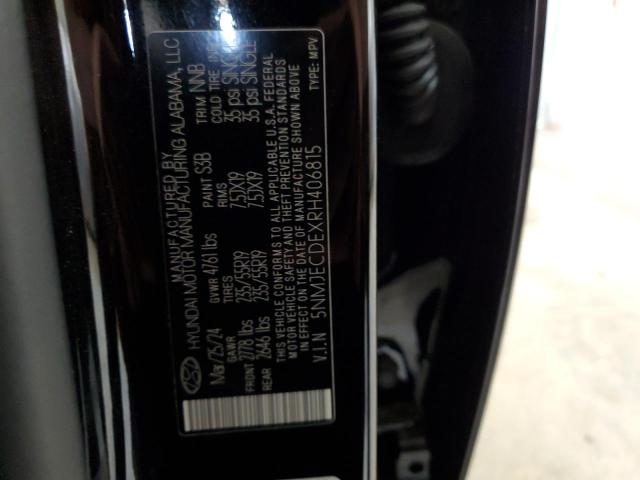 MANUFACTURED BY
HYUNDAI MOTOR MANUFACTURING ALABAMA, LLC
Mar/25/24 GVWR 4761 lbs PAINT S3B TRIM NNB
GAWR TIRES RIMS COLD TIRE
FRONT 2778 lbs 235/55R19 7.5JX19 35 psi SINGLE
REAR 2646 lbs 235/55R19 7.5JX19 35 psi SINGLE
THIS VEHICLE CONFORMS TO ALL APPLICABLE U.S.A. FEDERAL
MOTOR VEHICLE SAFETY AND THEFT PREVENTION STANDARDS
IN EFFECT ON THE DATE OF MANUFACTURE SHOWN ABOVE
V.I.N 5NMJECDEXRH406815 TYPE: MPV